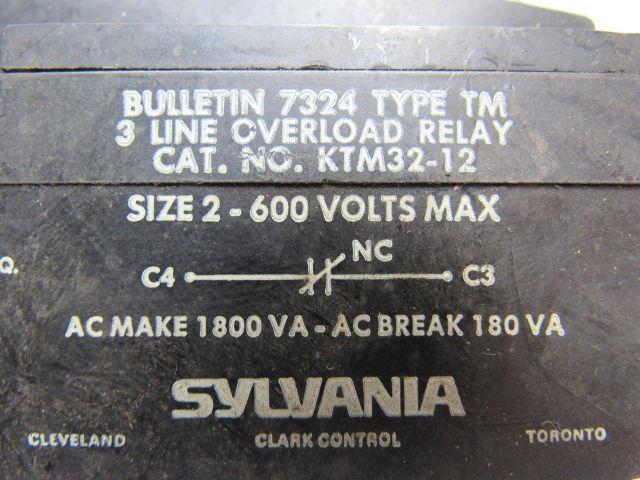 BULLETIN 7324 TYPE TM
3 LINE OVERLOAD RELAY
CAT. NO. KTM32-12
SIZE 2 - 600 VOLTS MAX
Q.
NC
C4 C3
AC MAKE 1800 VA - AC BREAK 180 VA
SYLVANIA
CLEVELAND CLARK CONTROL TORONTO